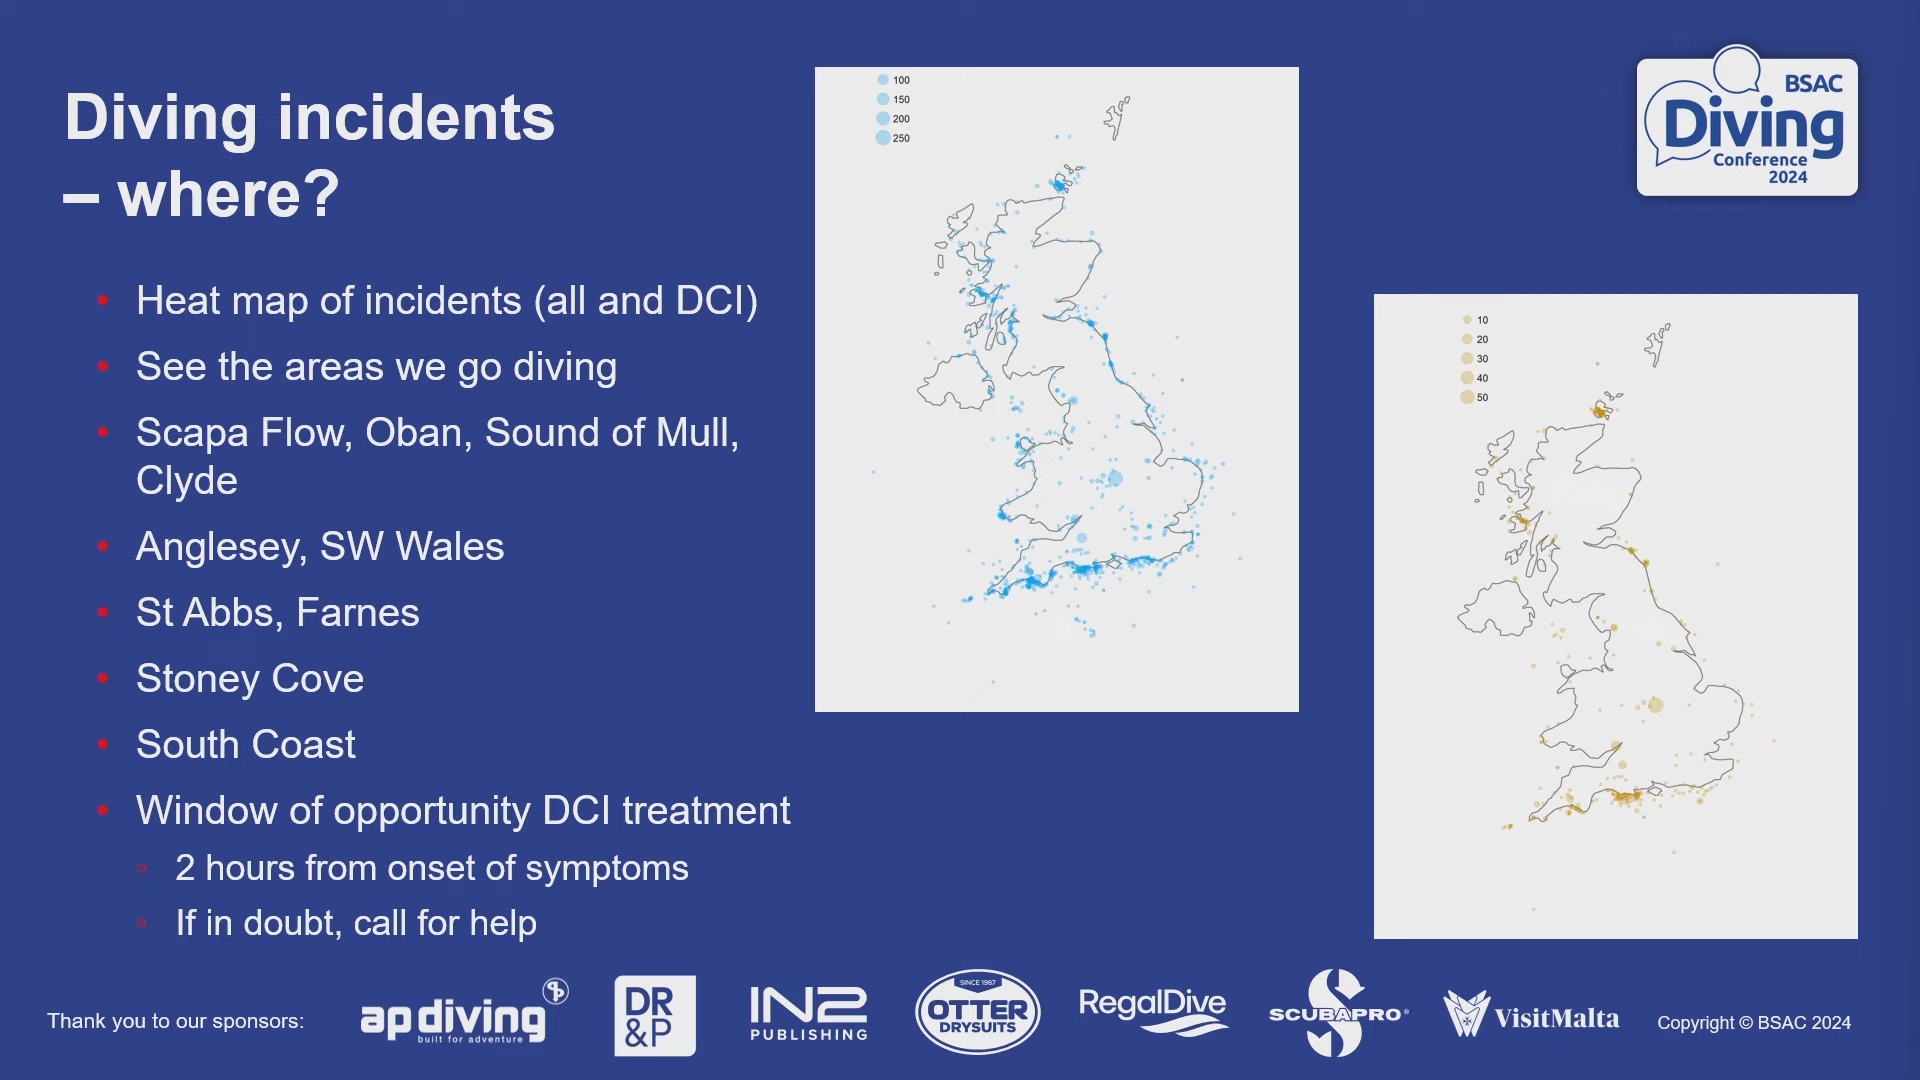 Diving incidents
– where?
• Heat map of incidents (all and DCI)
• See the areas we go diving
• Scapa Flow, Oban, Sound of Mull,
Clyde
• Anglesey, SW Wales
• St Abbs, Farnes
• Stoney Cove
• South Coast
• Window of opportunity DCI treatment
◦ 2 hours from onset of symptoms
◦ If in doubt, call for help
100
150
200
250
BSAC
Diving
Conference
2024
10
20
30
40
50
Thank you to our sponsors:
apdiving
built for adventure
DR
&P
IN2
PUBLISHING
SINCE 1987
OTTER
DRYSUITS
RegalDive
SCUBAPRO®
VisitMalta
Copyright © BSAC 2024